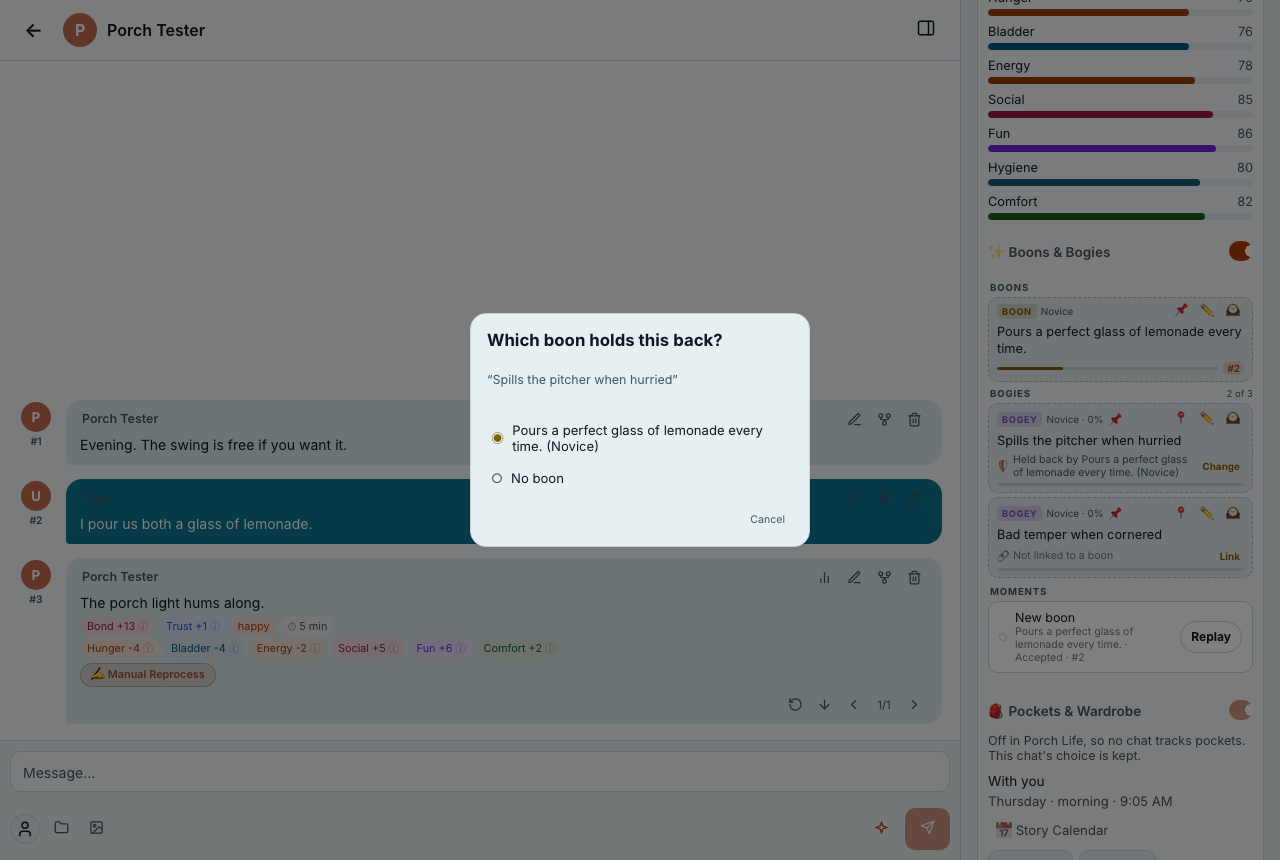 P
Porch Tester
Which boon holds this back?
“Spills the pitcher when hurried”
Pours a perfect glass of lemonade every
time. (Novice)
No boon
Cancel
P
#1
Porch Tester
Evening. The swing is free if you want it.
U
#2
User
I pour us both a glass of lemonade.
P
#3
Porch Tester
The porch light hums along.
Bond +13 ⓘ Trust +1 ⓘ happy ⏱ 5 min
Hunger -4 ⓘ Bladder -4 ⓘ Energy -2 ⓘ Social +5 ⓘ Fun +6 ⓘ Comfort +2 ⓘ
✍️ Manual Reprocess
1/1
Message...
Bladder 76
Energy 78
Social 85
Fun 86
Hygiene 80
Comfort 82
✨ Boons & Bogies
BOONS
BOON Novice
Pours a perfect glass of lemonade every
time.
#2
BOGIES 2 of 3
BOGEY Novice · 0%
Spills the pitcher when hurried
Held back by Pours a perfect glass
of lemonade every time. (Novice)
Change
BOGEY Novice · 0%
Bad temper when cornered
Not linked to a boon
Link
MOMENTS
New boon
Pours a perfect glass of
lemonade every time. ·
Accepted · #2
Replay
🎒 Pockets & Wardrobe
Off in Porch Life, so no chat tracks pockets.
This chat's choice is kept.
With you
Thursday · morning · 9:05 AM
📅 Story Calendar